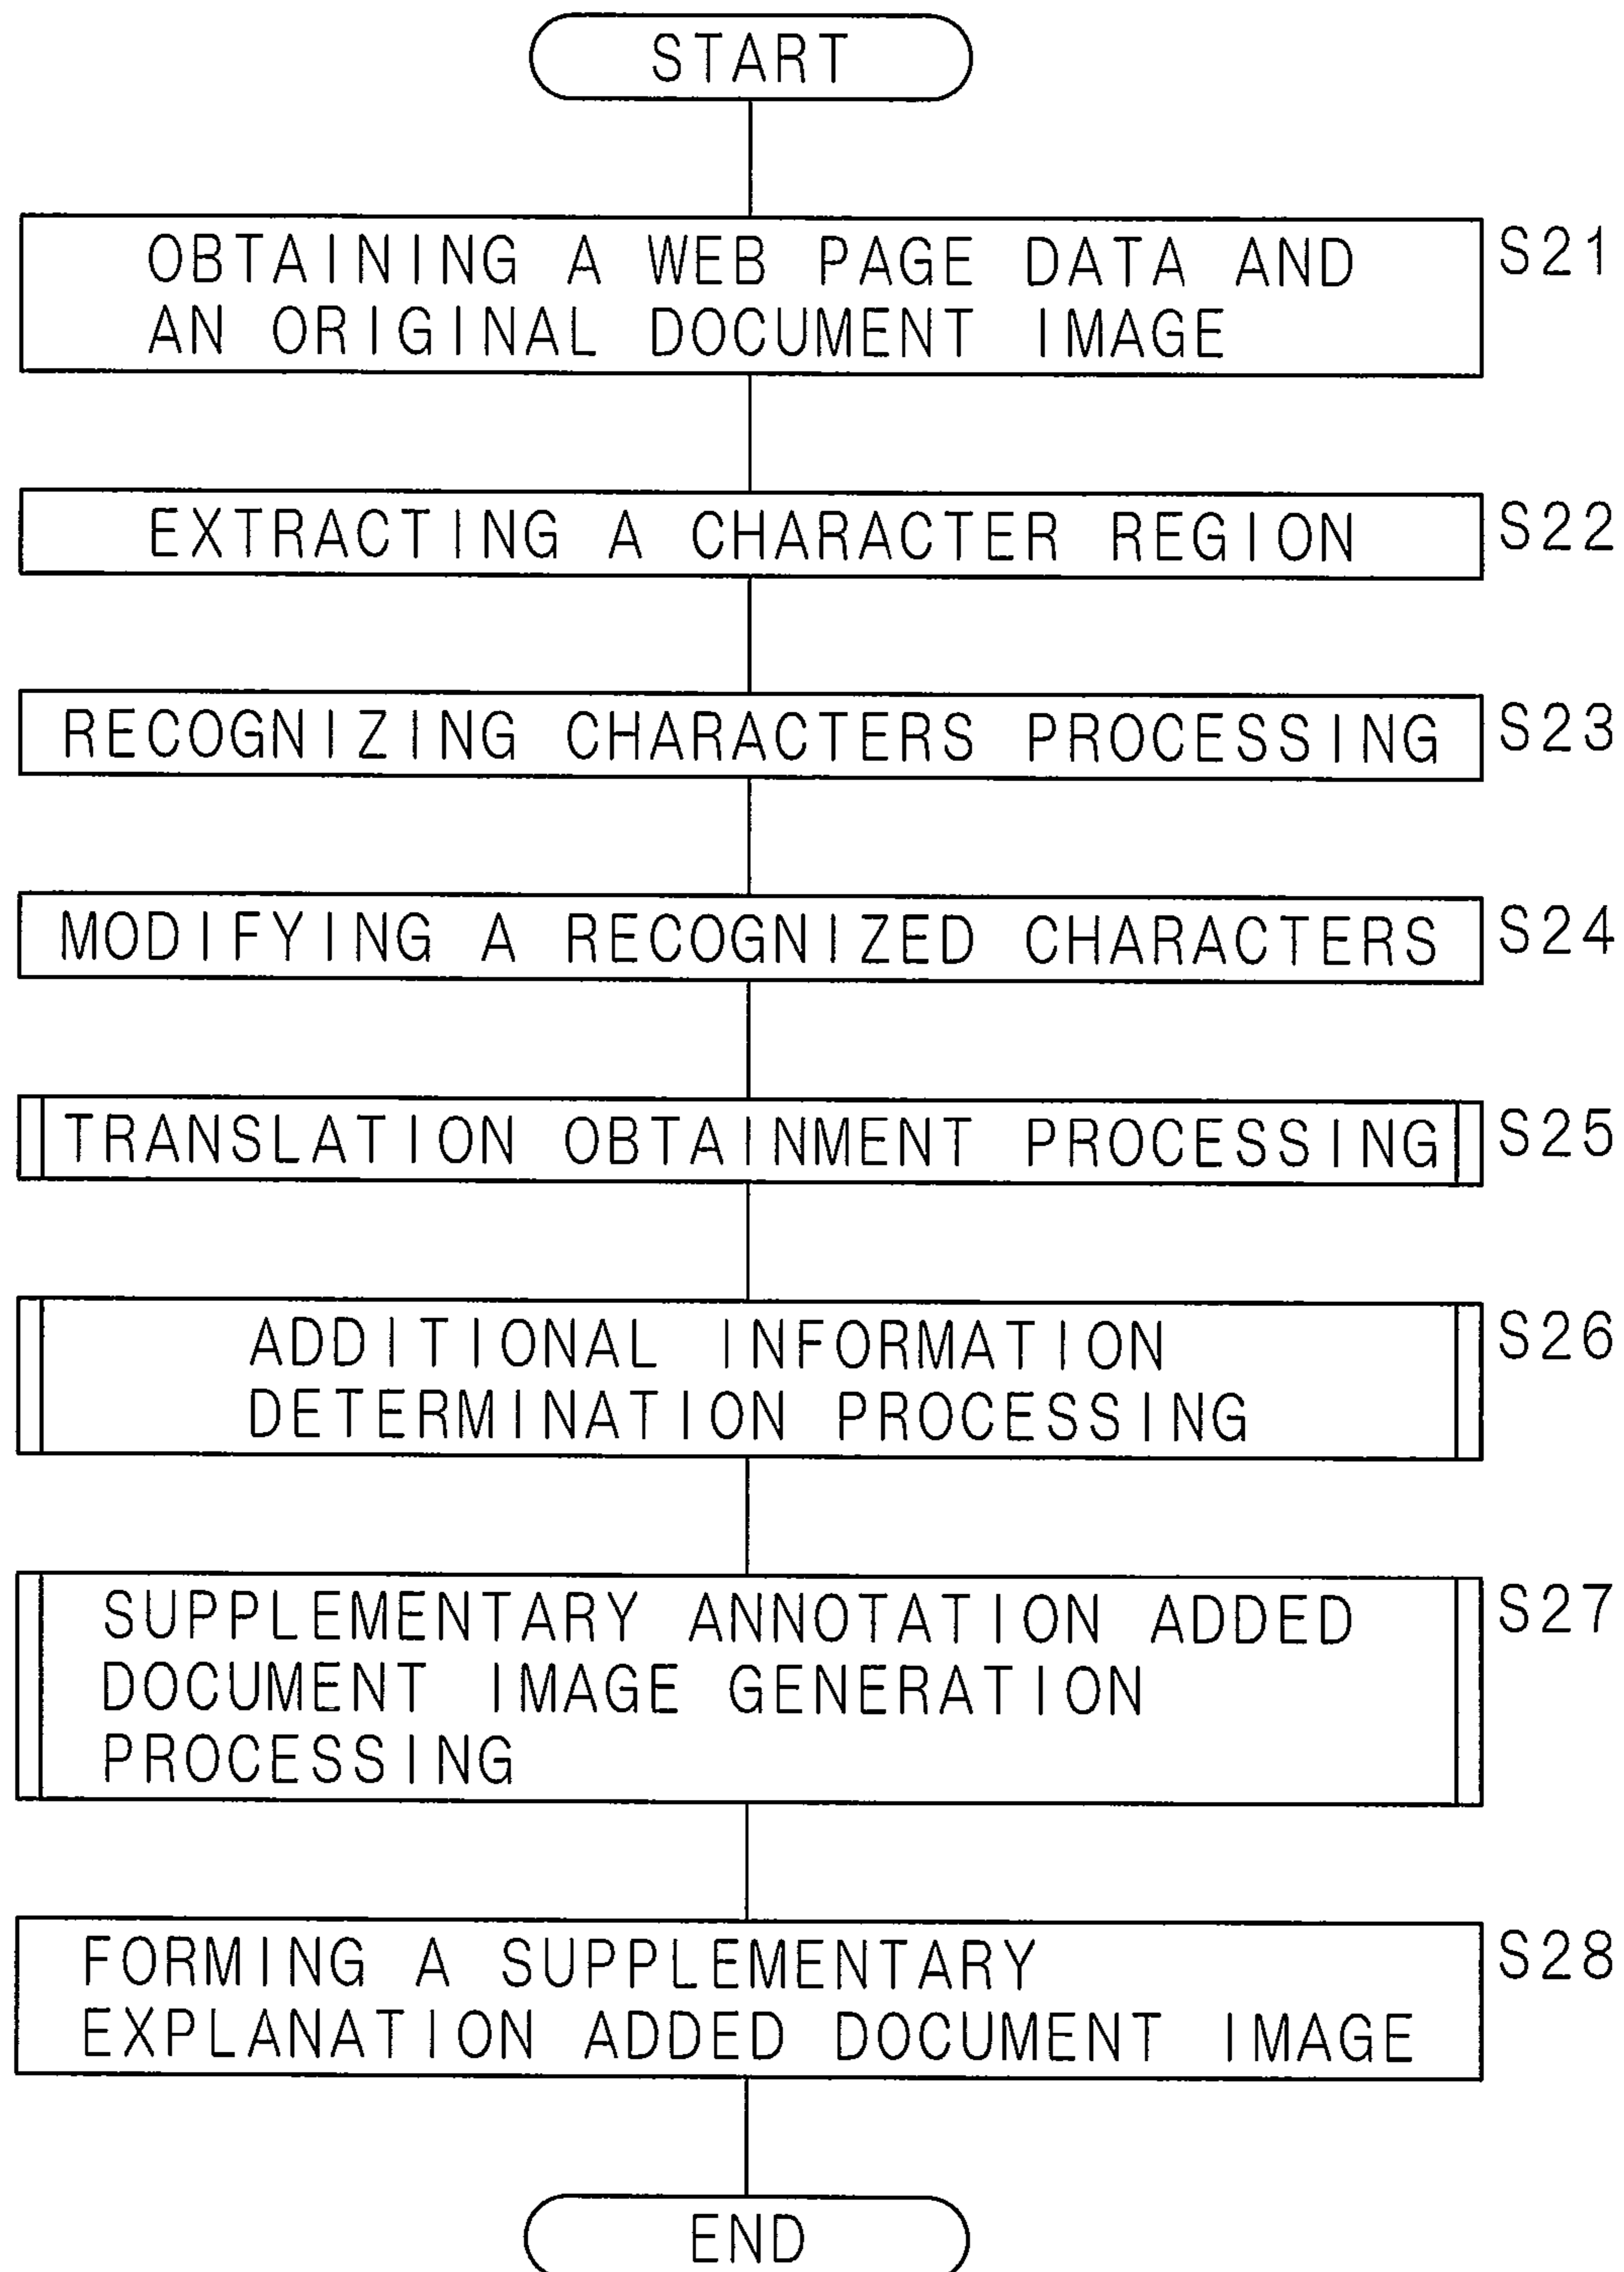 START
OBTAINING A WEB PAGE DATA AND S21
AN ORIGINAL DOCUMENT IMAGE
EXTRACTING A CHARACTER REGION S22
RECOGNIZING CHARACTERS PROCESSING S23
MODIFYING A RECOGNIZED CHARACTERS S24
TRANSLATION OBTAINMENT PROCESSING S25
ADDITIONAL INFORMATION S26
DETERMINATION PROCESSING
SUPPLEMENTARY ANNOTATION ADDED S27
DOCUMENT IMAGE GENERATION
PROCESSING
FORMING A SUPPLEMENTARY S28
EXPLANATION ADDED DOCUMENT IMAGE
END